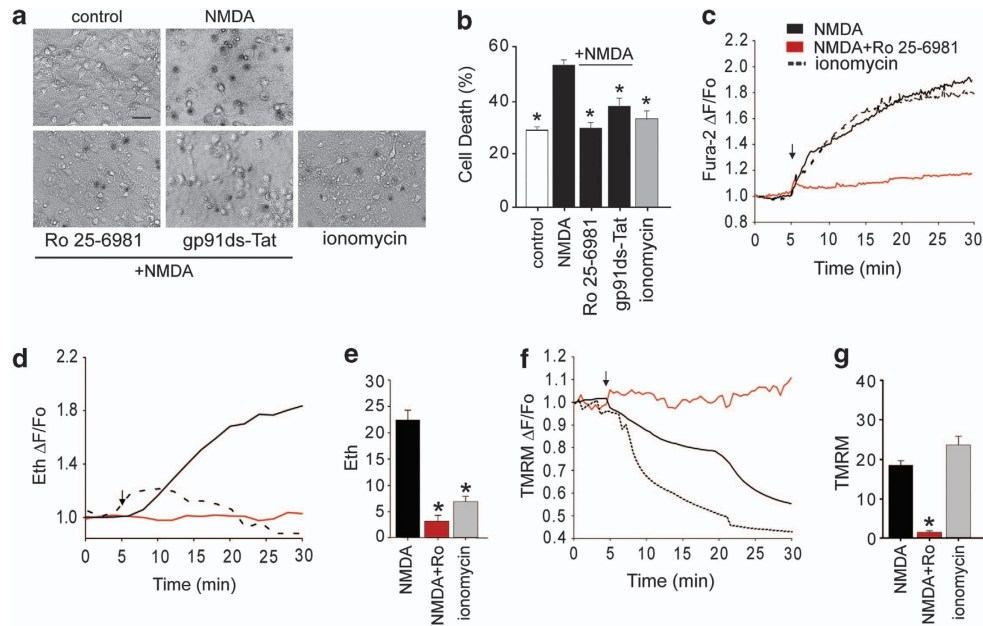 a
control
NMDA
Ro 25-6981
gp91ds-Tat
ionomycin
+NMDA
b
+NMDA
Cell Death (%)
60
40
20
0
*
*
*
*
control
NMDA
Ro 25-6981
gp91ds-Tat
ionomycin
c
NMDA
NMDA+Ro 25-6981
ionomycin
Fura-2 ΔF/Fo
2.2
2.0
1.8
1.6
1.4
1.2
1.0
0.8
0 5 10 15 20 25 30
Time (min)
d
Eth ΔF/Fo
2.2
1.8
1.4
1.0
0 5 10 15 20 25 30
Time (min)
e
Eth
30
25
20
15
10
5
0
*
*
NMDA
NMDA+Ro
ionomycin
f
TMRM ΔF/Fo
1.2
1.1
1.0
0.9
0.8
0.7
0.6
0.5
0.4
0 5 10 15 20 25 30
Time (min)
g
TMRM
40
30
20
10
0
*
NMDA
NMDA+Ro
ionomycin